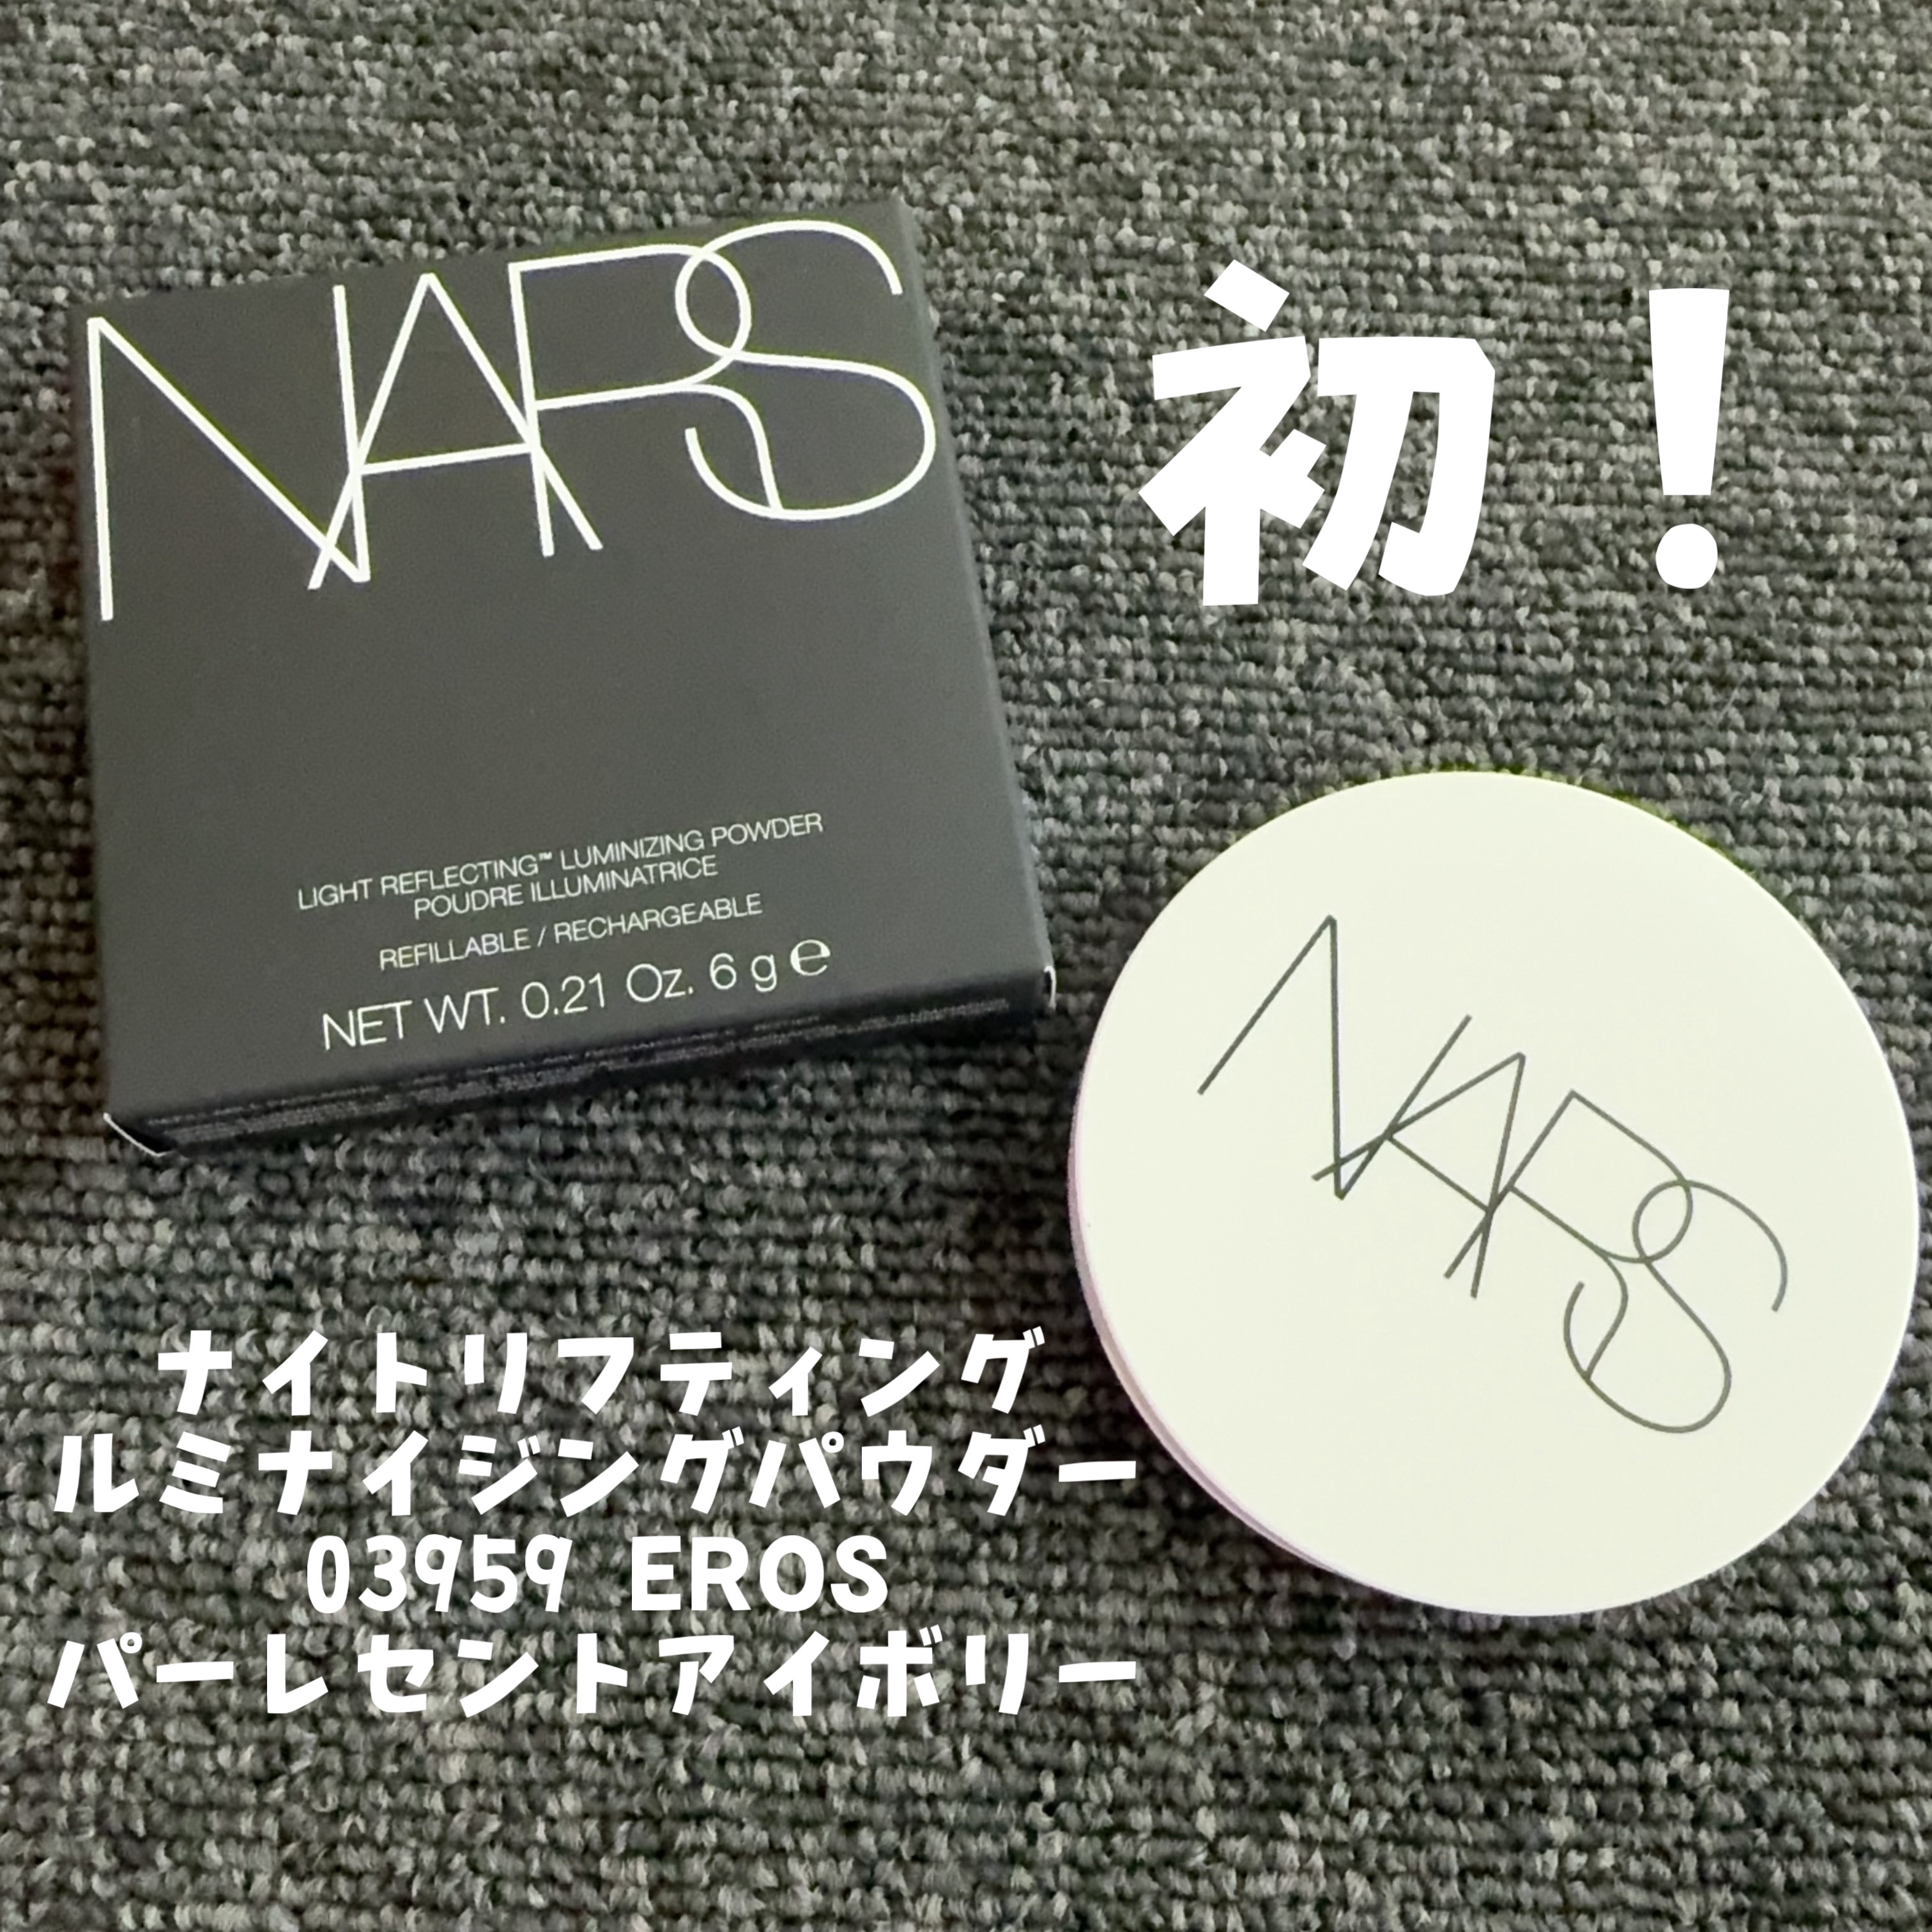 NARS
初！
LIGHT REFLECTING™ LUMINIZING POWDER
POUDRE ILLUMINATRICE
REFILLABLE / RECHARGEABLE
NET WT. 0.21 Oz. 6 g ℮
NARS
ナイトリフティング
ルミナイジングパウダー
03959 EROS
パーレセントアイボリー